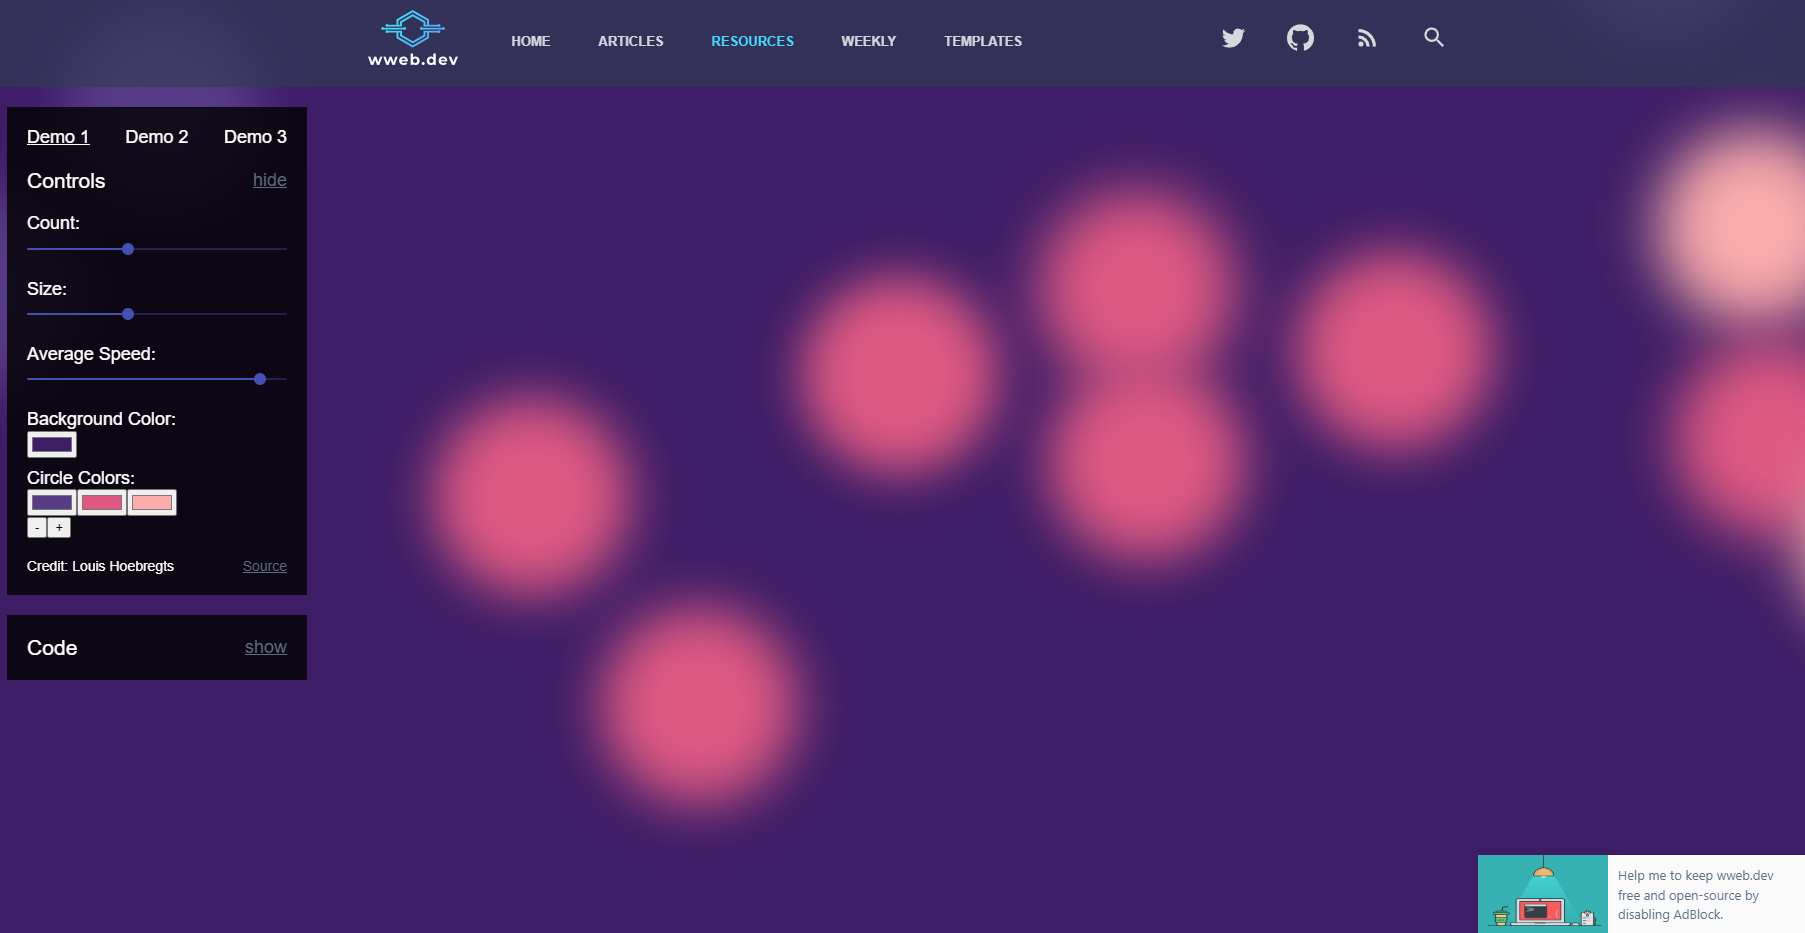 wweb.dev
HOME
ARTICLES
RESOURCES
WEEKLY
TEMPLATES
Demo 1
Demo 2
Demo 3
Controls
hide
Count:
Size:
Average Speed:
Background Color:
Circle Colors:
- +
Credit: Louis Hoebregts
Source
Code
show
Help me to keep wweb.dev
free and open-source by
disabling AdBlock.